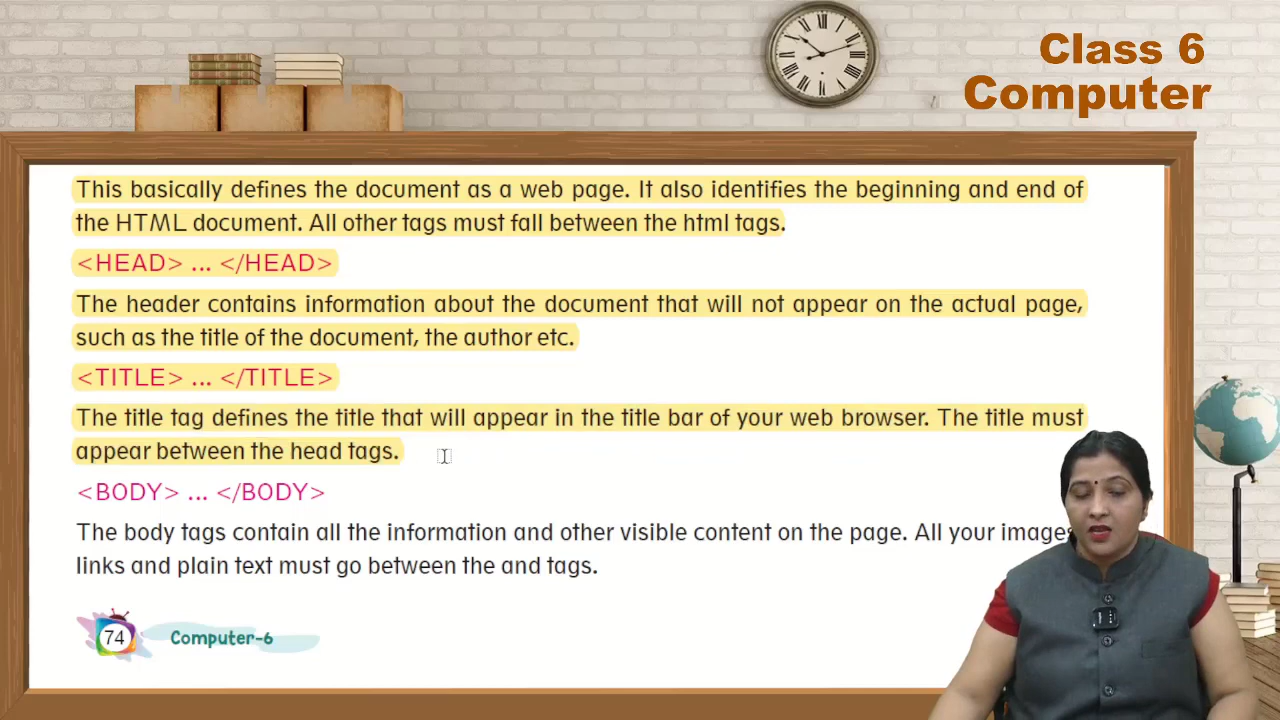 Class 6
Computer
This basically defines the document as a web page. It also identifies the beginning and end of
the HTML document. All other tags must fall between the html tags.
<HEAD> ... </HEAD>
The header contains information about the document that will not appear on the actual page,
such as the title of the document, the author etc.
<TITLE> ... </TITLE>
The title tag defines the title that will appear in the title bar of your web browser. The title must
appear between the head tags.
<BODY> ... </BODY>
The body tags contain all the information and other visible content on the page. All your images
links and plain text must go between the and tags.
74
Computer-6